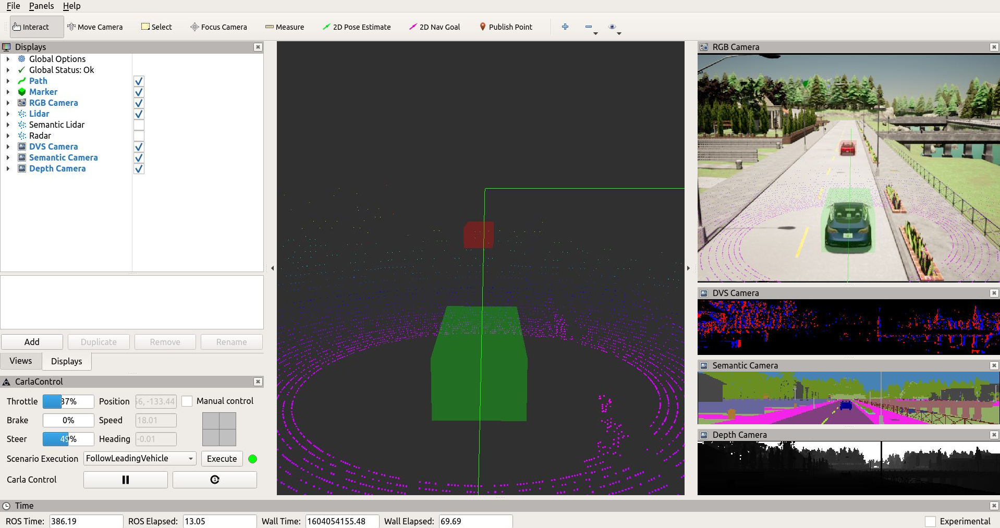 File Panels Help
Interact Move Camera Select Focus Camera Measure 2D Pose Estimate 2D Nav Goal Publish Point
Displays
Global Options
Global Status: Ok
Path
Marker
RGB Camera
Lidar
Semantic Lidar
Radar
DVS Camera
Semantic Camera
Depth Camera
Add Duplicate Remove Rename
Views Displays
CarlaControl
Throttle 37% Position 56, -133.44 Manual control
Brake 0% Speed 18.01
Steer 49% Heading -0.01
Scenario Execution FollowLeadingVehicle Execute
Carla Control 1
RGB Camera
DVS Camera
Semantic Camera
Depth Camera
Time
ROS Time: 386.19 ROS Elapsed: 13.05 Wall Time: 1604054155.48 Wall Elapsed: 69.69 Experimental